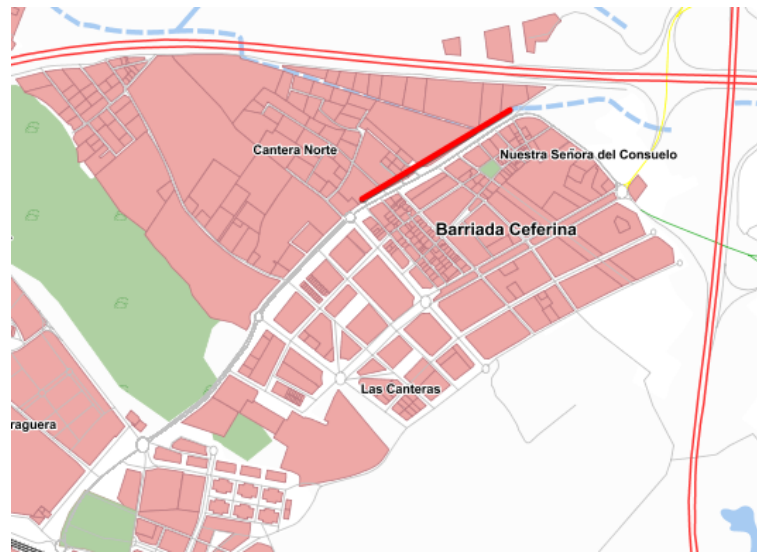 Cantera Norte
Nuestra Señora del Consuelo
Barriada Ceferina
Las Canteras
raguera